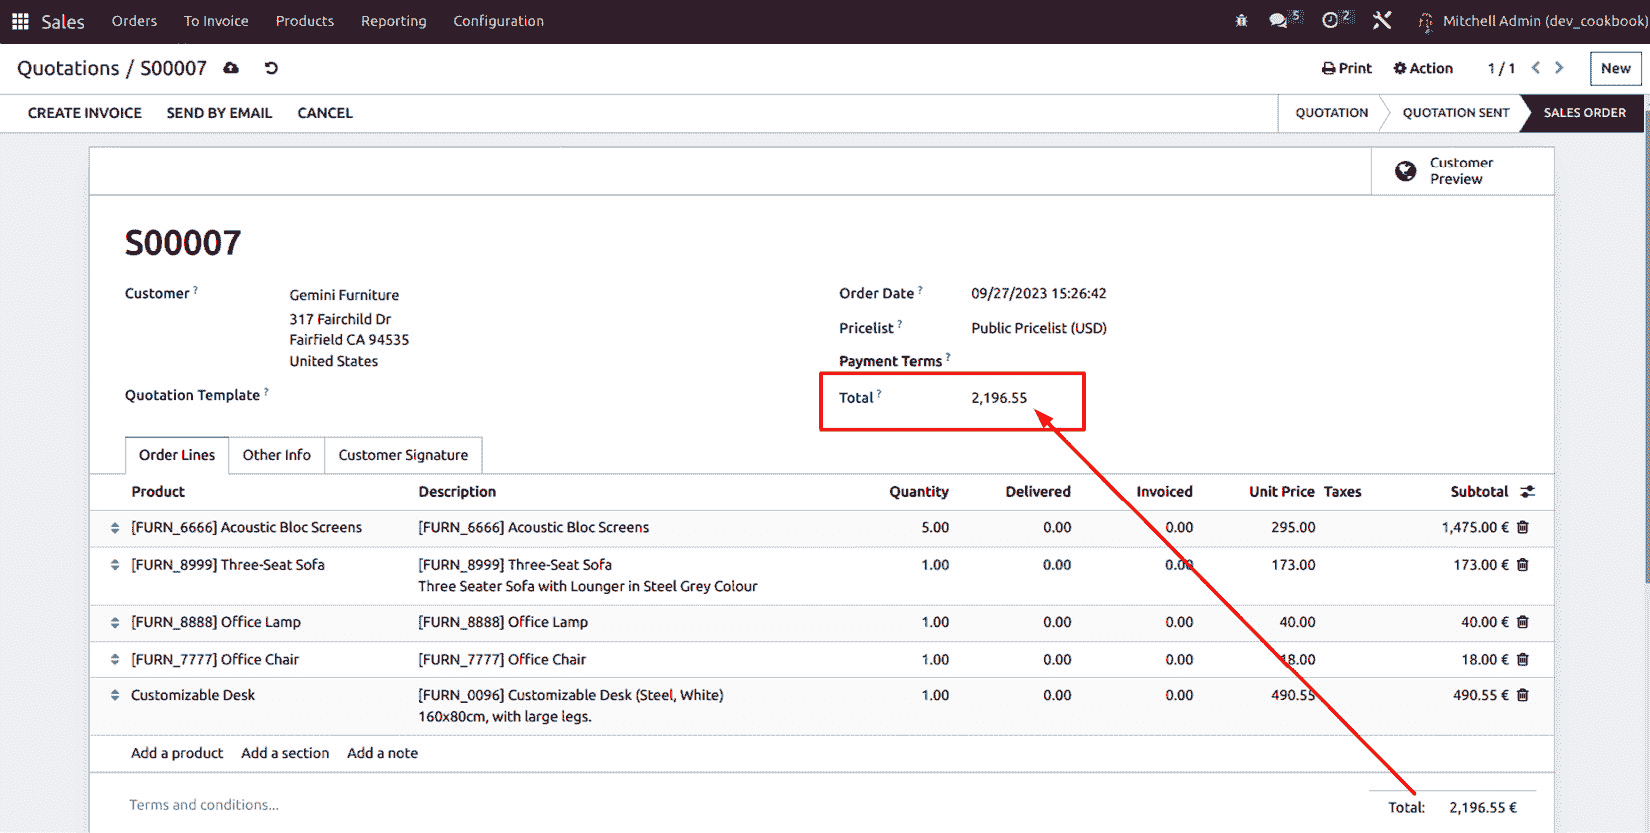 Sales Orders To Invoice Products Reporting Configuration 5 2 Mitchell Admin (dev_cookbook)
Quotations / S00007 Print Action 1 / 1 New
CREATE INVOICE SEND BY EMAIL CANCEL QUOTATION QUOTATION SENT SALES ORDER
Customer
Preview
S00007
Customer ? Gemini Furniture Order Date ? 09/27/2023 15:26:42
317 Fairchild Dr
Pricelist ? Public Pricelist (USD)
Fairfield CA 94535
United States Payment Terms ?
Quotation Template ? Total ? 2,196.55
Order Lines Other Info Customer Signature
Product Description Quantity Delivered Invoiced Unit Price Taxes Subtotal
[FURN_6666] Acoustic Bloc Screens [FURN_6666] Acoustic Bloc Screens 5.00 0.00 0.00 295.00 1,475.00 €
[FURN_8999] Three-Seat Sofa [FURN_8999] Three-Seat Sofa 1.00 0.00 0.00 173.00 173.00 €
Three Seater Sofa with Lounger in Steel Grey Colour
[FURN_8888] Office Lamp [FURN_8888] Office Lamp 1.00 0.00 0.00 40.00 40.00 €
[FURN_7777] Office Chair [FURN_7777] Office Chair 1.00 0.00 0.00 18.00 18.00 €
Customizable Desk [FURN_0096] Customizable Desk (Steel, White) 1.00 0.00 0.00 490.55 490.55 €
160x80cm, with large legs.
Add a product Add a section Add a note
Terms and conditions... Total: 2,196.55 €